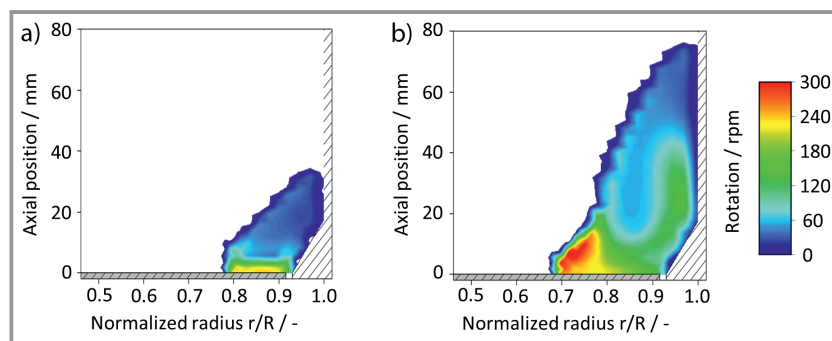 a)
80
60
40
20
0
Axial position / mm
0.5 0.6 0.7 0.8 0.9 1.0
Normalized radius r/R / -
b)
80
60
40
20
0
Axial position / mm
0.5 0.6 0.7 0.8 0.9 1.0
Normalized radius r/R / -
300
240
180
120
60
0
Rotation / rpm